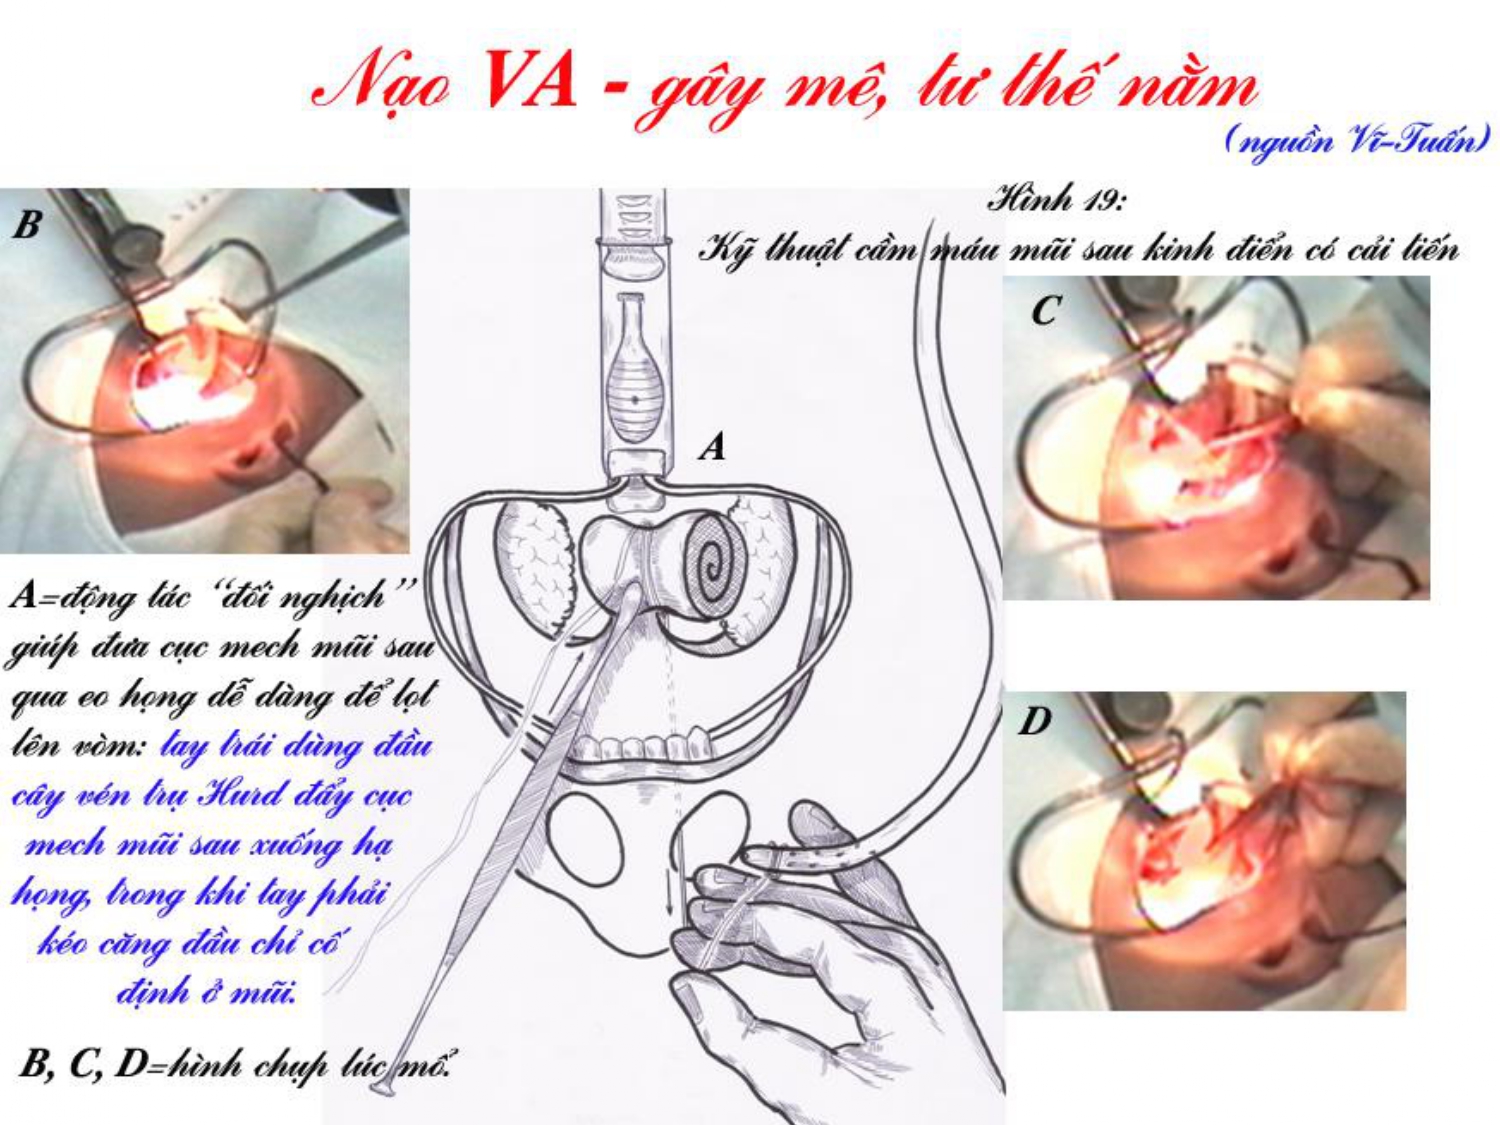 Nạo VA - gây mê, tư thế nằm
(nguồn Vĩ-Tuấn)
Hình 19:
Kỹ thuật cầm máu mũi sau kinh điển có cải tiến
B
A
C
D
A=động tác “đối nghịch”
giúp đưa cục mech mũi sau
qua eo họng dễ dàng để lọt
lên vòm: tay trái dùng đầu
cây vén trụ Hurd đẩy cục
mech mũi sau xuống hạ
họng, trong khi tay phải
kéo căng đầu chỉ cố
định ở mũi.
B, C, D=hình chụp lúc mổ.